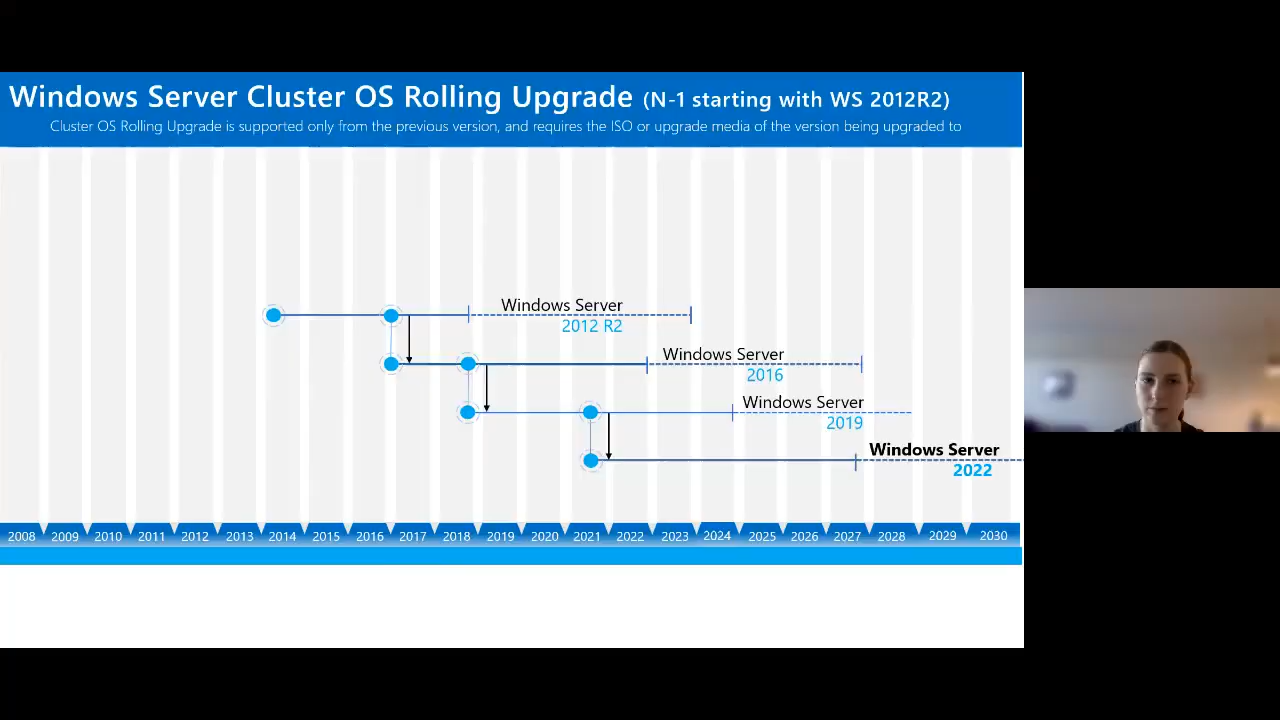 Windows Server Cluster OS Rolling Upgrade (N-1 starting with WS 2012R2)
Cluster OS Rolling Upgrade is supported only from the previous version, and requires the ISO or upgrade media of the version being upgraded to
Windows Server
2012 R2
Windows Server
2016
Windows Server
2019
Windows Server
2022
2008 2009 2010 2011 2012 2013 2014 2015 2016 2017 2018 2019 2020 2021 2022 2023 2024 2025 2026 2027 2028 2029 2030